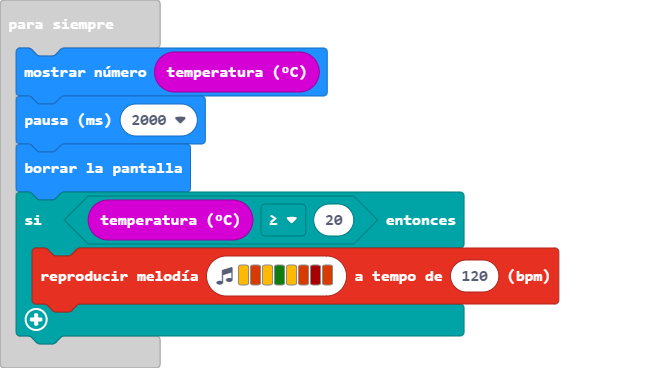 para siempre
mostrar número temperatura (ºC)
pausa (ms) 2000
borrar la pantalla
si temperatura (ºC) ≥ 20 entonces
reproducir melodía a tempo de 120 (bpm)